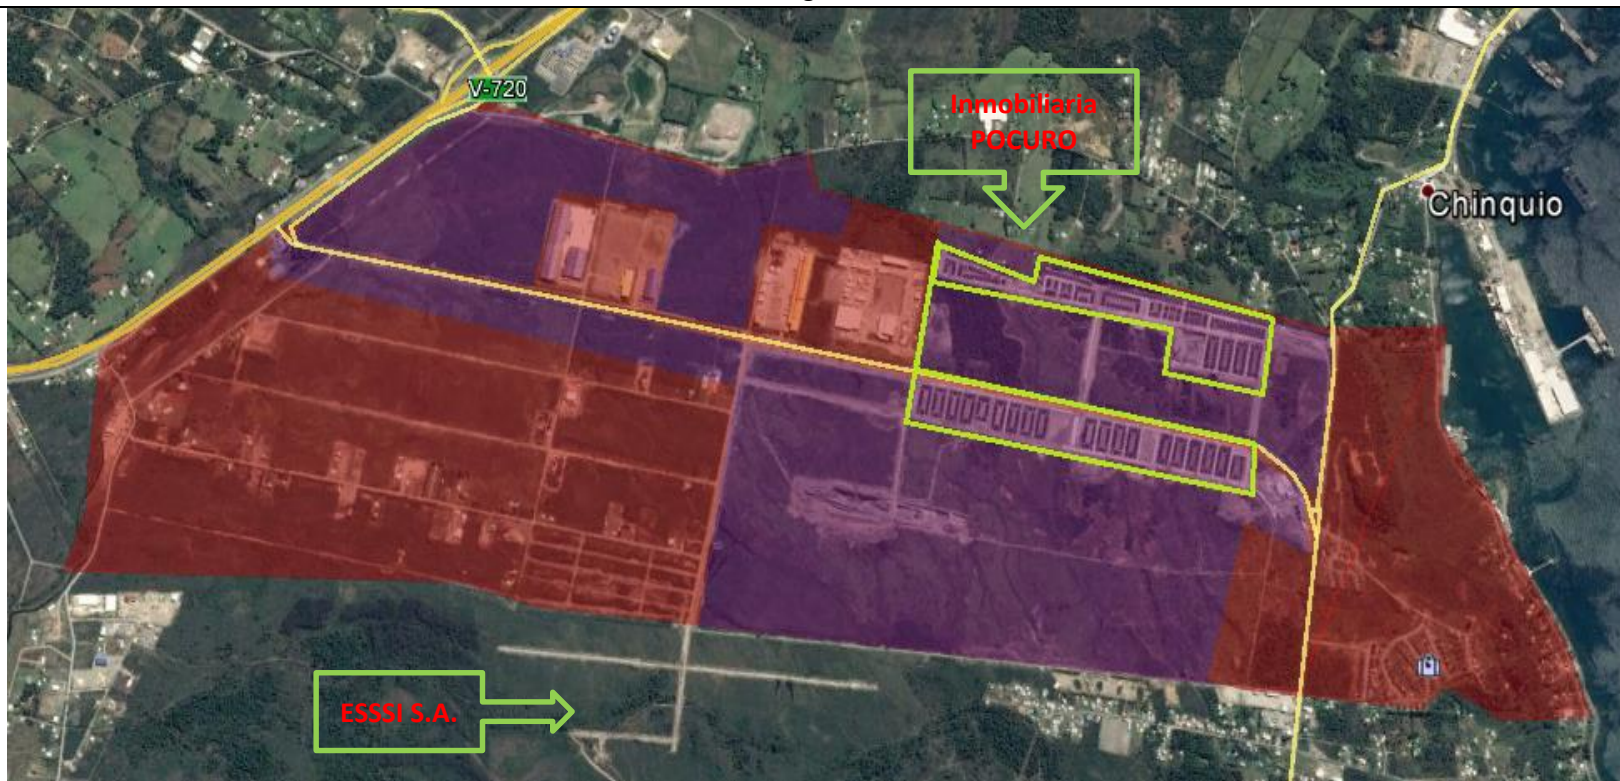 V-720
Inmobiliaria
POCURO
Chinquio
ESSSI S.A.